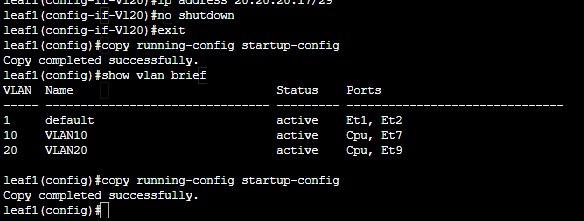 leaf1(config-if-Vl20)#ip address 20.20.20.17/29
leaf1(config-if-Vl20)#no shutdown
leaf1(config-if-Vl20)#exit
leaf1(config)#copy running-config startup-config
Copy completed successfully.
leaf1(config)#show vlan brief
VLAN  Name                             Status    Ports
----- -------------------------------- --------- -------------------------------
1     default                          active    Et1, Et2
10    VLAN10                           active    Cpu, Et7
20    VLAN20                           active    Cpu, Et9
leaf1(config)#copy running-config startup-config
Copy completed successfully.
leaf1(config)#